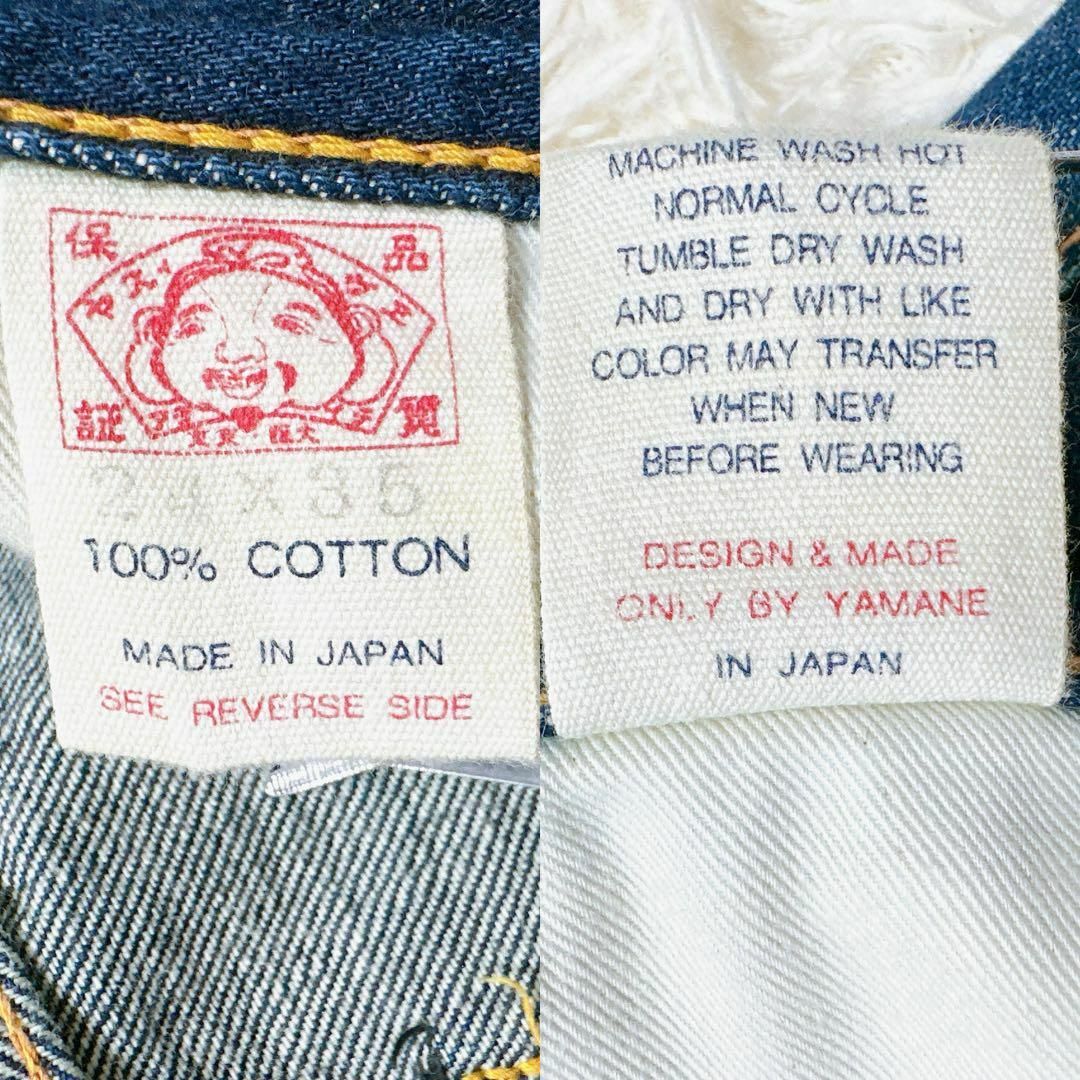 保 品
証 質
24X35
100% COTTON
MADE IN JAPAN
SEE REVERSE SIDE
MACHINE WASH HOT
NORMAL CYCLE
TUMBLE DRY WASH
AND DRY WITH LIKE
COLOR MAY TRANSFER
WHEN NEW
BEFORE WEARING
DESIGN & MADE
ONLY BY YAMANE
IN JAPAN